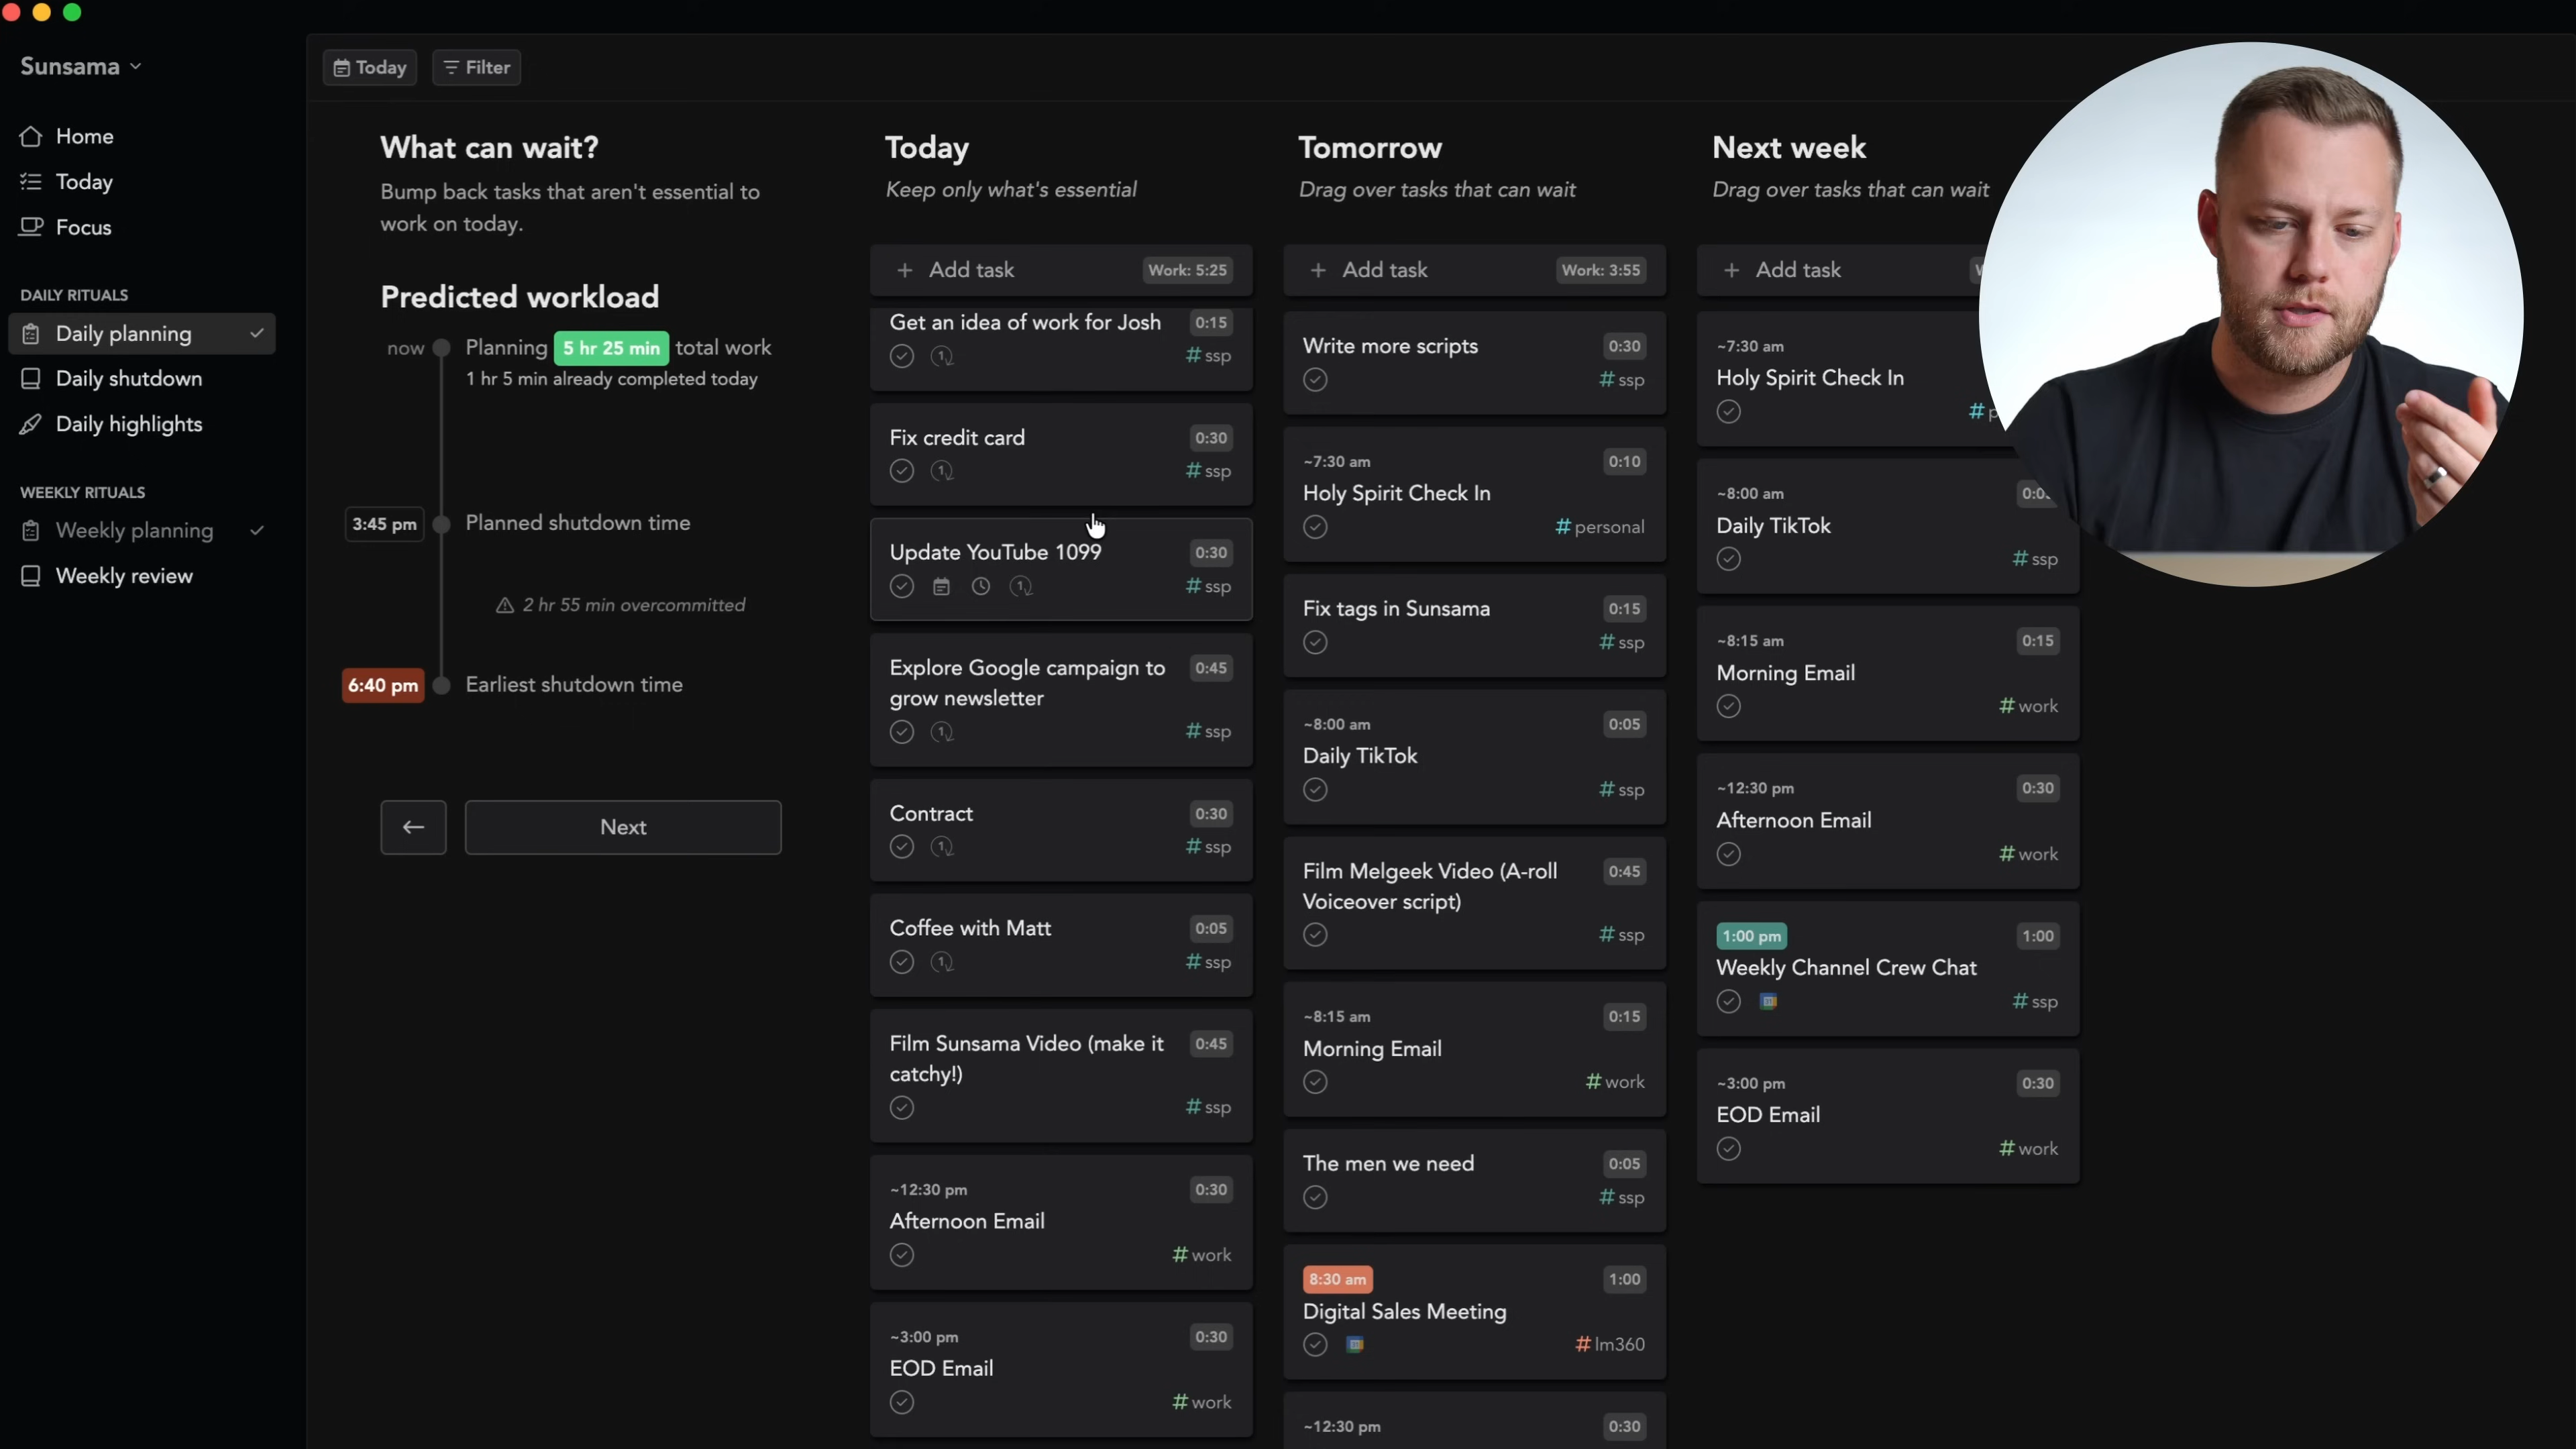 Sunsama
Home
Today
Focus
DAILY RITUALS
Daily planning
Daily shutdown
Daily highlights
WEEKLY RITUALS
Weekly planning
Weekly review
Today
Filter
What can wait?
Bump back tasks that aren't essential to
work on today.
Predicted workload
now
Planning 5 hr 25 min total work
1 hr 5 min already completed today
3:45 pm
Planned shutdown time
2 hr 55 min overcommitted
6:40 pm
Earliest shutdown time
Next
Today
Keep only what's essential
+ Add task
Work: 5:25
Get an idea of work for Josh
0:15
# ssp
Fix credit card
0:30
# ssp
Update YouTube 1099
0:30
# ssp
Explore Google campaign to
grow newsletter
0:45
# ssp
Contract
0:30
# ssp
Coffee with Matt
0:05
# ssp
Film Sunsama Video (make it
catchy!)
0:45
# ssp
~12:30 pm
0:30
Afternoon Email
# work
~3:00 pm
0:30
EOD Email
# work
Tomorrow
Drag over tasks that can wait
+ Add task
Work: 3:55
Write more scripts
0:30
# ssp
~7:30 am
0:10
Holy Spirit Check In
# personal
Fix tags in Sunsama
0:15
# ssp
~8:00 am
0:05
Daily TikTok
# ssp
Film Melgeek Video (A-roll
Voiceover script)
0:45
# ssp
~8:15 am
0:15
Morning Email
# work
The men we need
0:05
# ssp
8:30 am
1:00
Digital Sales Meeting
# lm360
~12:30 pm
0:30
Next week
Drag over tasks that can wait
+ Add task
~7:30 am
Holy Spirit Check In
~8:00 am
Daily TikTok
# ssp
~8:15 am
0:15
Morning Email
# work
~12:30 pm
0:30
Afternoon Email
# work
1:00 pm
1:00
Weekly Channel Crew Chat
# ssp
~3:00 pm
0:30
EOD Email
# work